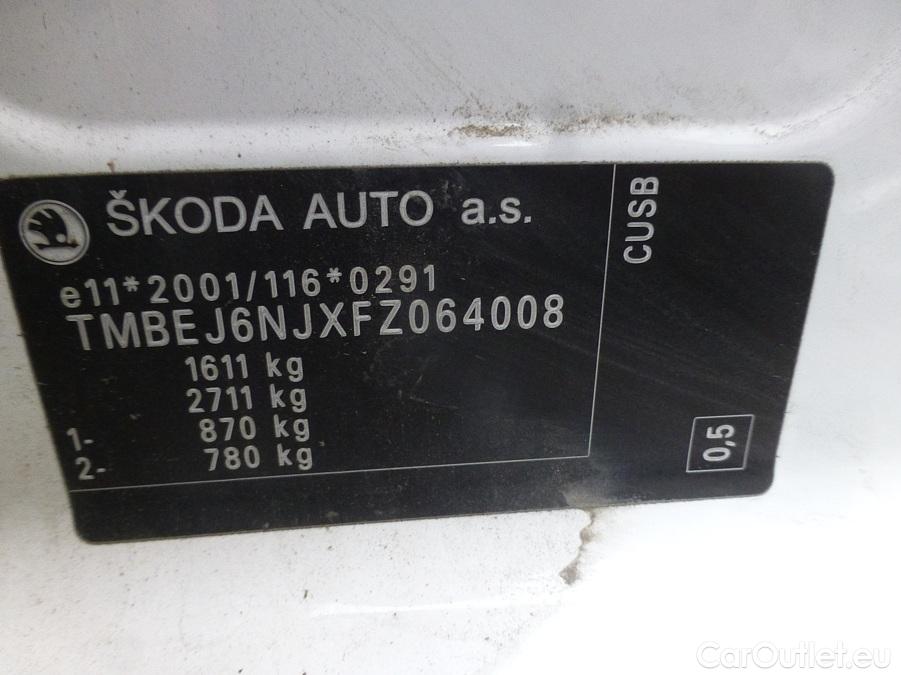 ŠKODA AUTO a.s.
e11*2001/116*0291
TMBEJ6NJXFZ064008
1611 kg
2711 kg
1- 870 kg
2- 780 kg
CUSB
0,5
CarOutlet.eu